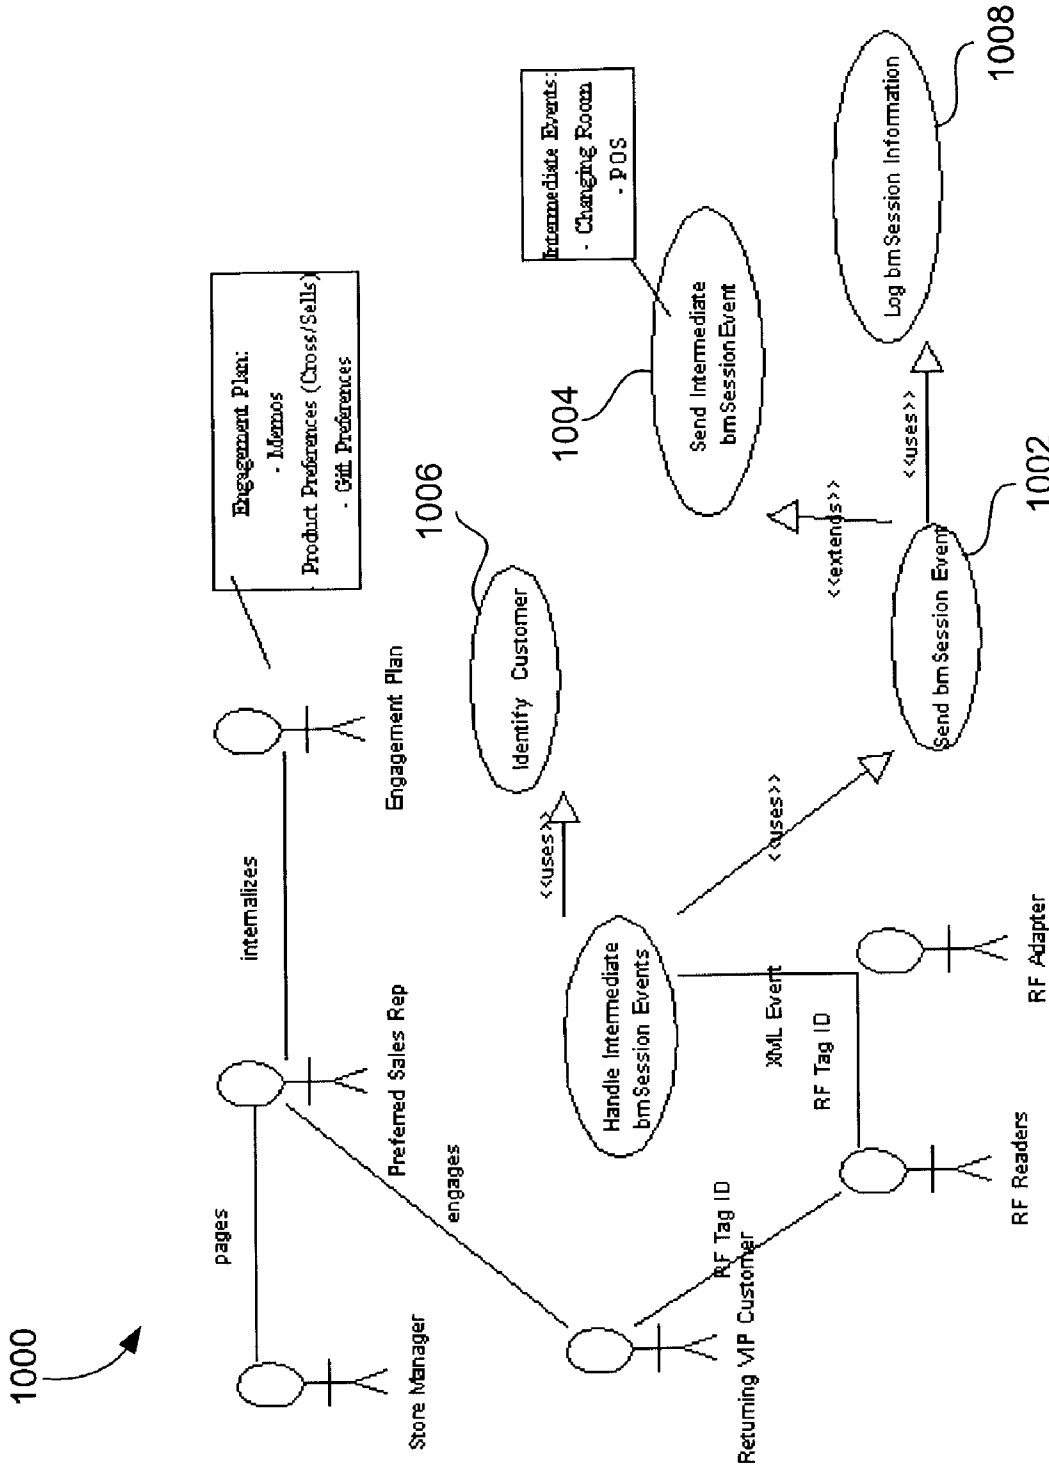 1000
Engagement Plan:
- Memos
Product Preferences (Cross/Sells)
- Gift Preferences
pages
internalizes
Store Manager
Preferred Sales Rep
Engagement Plan
engages
1006
Identify Customer
<<uses>>
1004
Intermediate Events:
- Changing Room
- POS
Send Intermediate
bmSessionEvent
Handle Intermediate
bmSession Events
<<uses>>
<<extends>>
<<uses>>
Log bmSession Information
1008
Send bmSession Event
1002
Returning VIP Customer
RF Tag ID
XML Event
RF Tag ID
RF Readers
RF Adapter